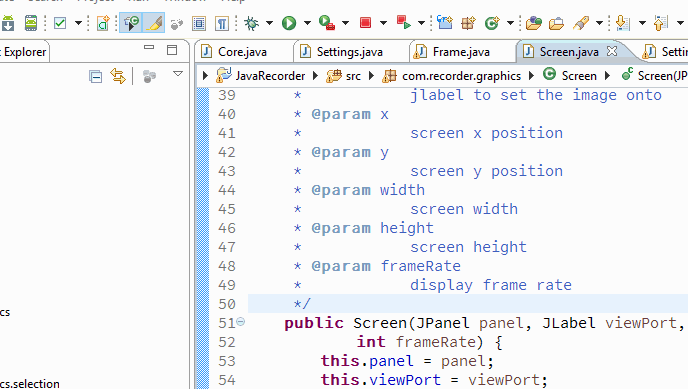 t Explorer
Core.java
Settings.java
Frame.java
Screen.java
Setti
JavaRecorder
src
com.recorder.graphics
Screen
Screen(JP
39 * jlabel to set the image onto
40 * @param x
41 * screen x position
42 * @param y
43 * screen y position
44 * @param width
45 * screen width
46 * @param height
47 * screen height
48 * @param frameRate
49 * display frame rate
50 */
51 public Screen(JPanel panel, JLabel viewPort,
52 int frameRate) {
53 this.panel = panel;
54 this.viewPort = viewPort;
cs
cs.selection